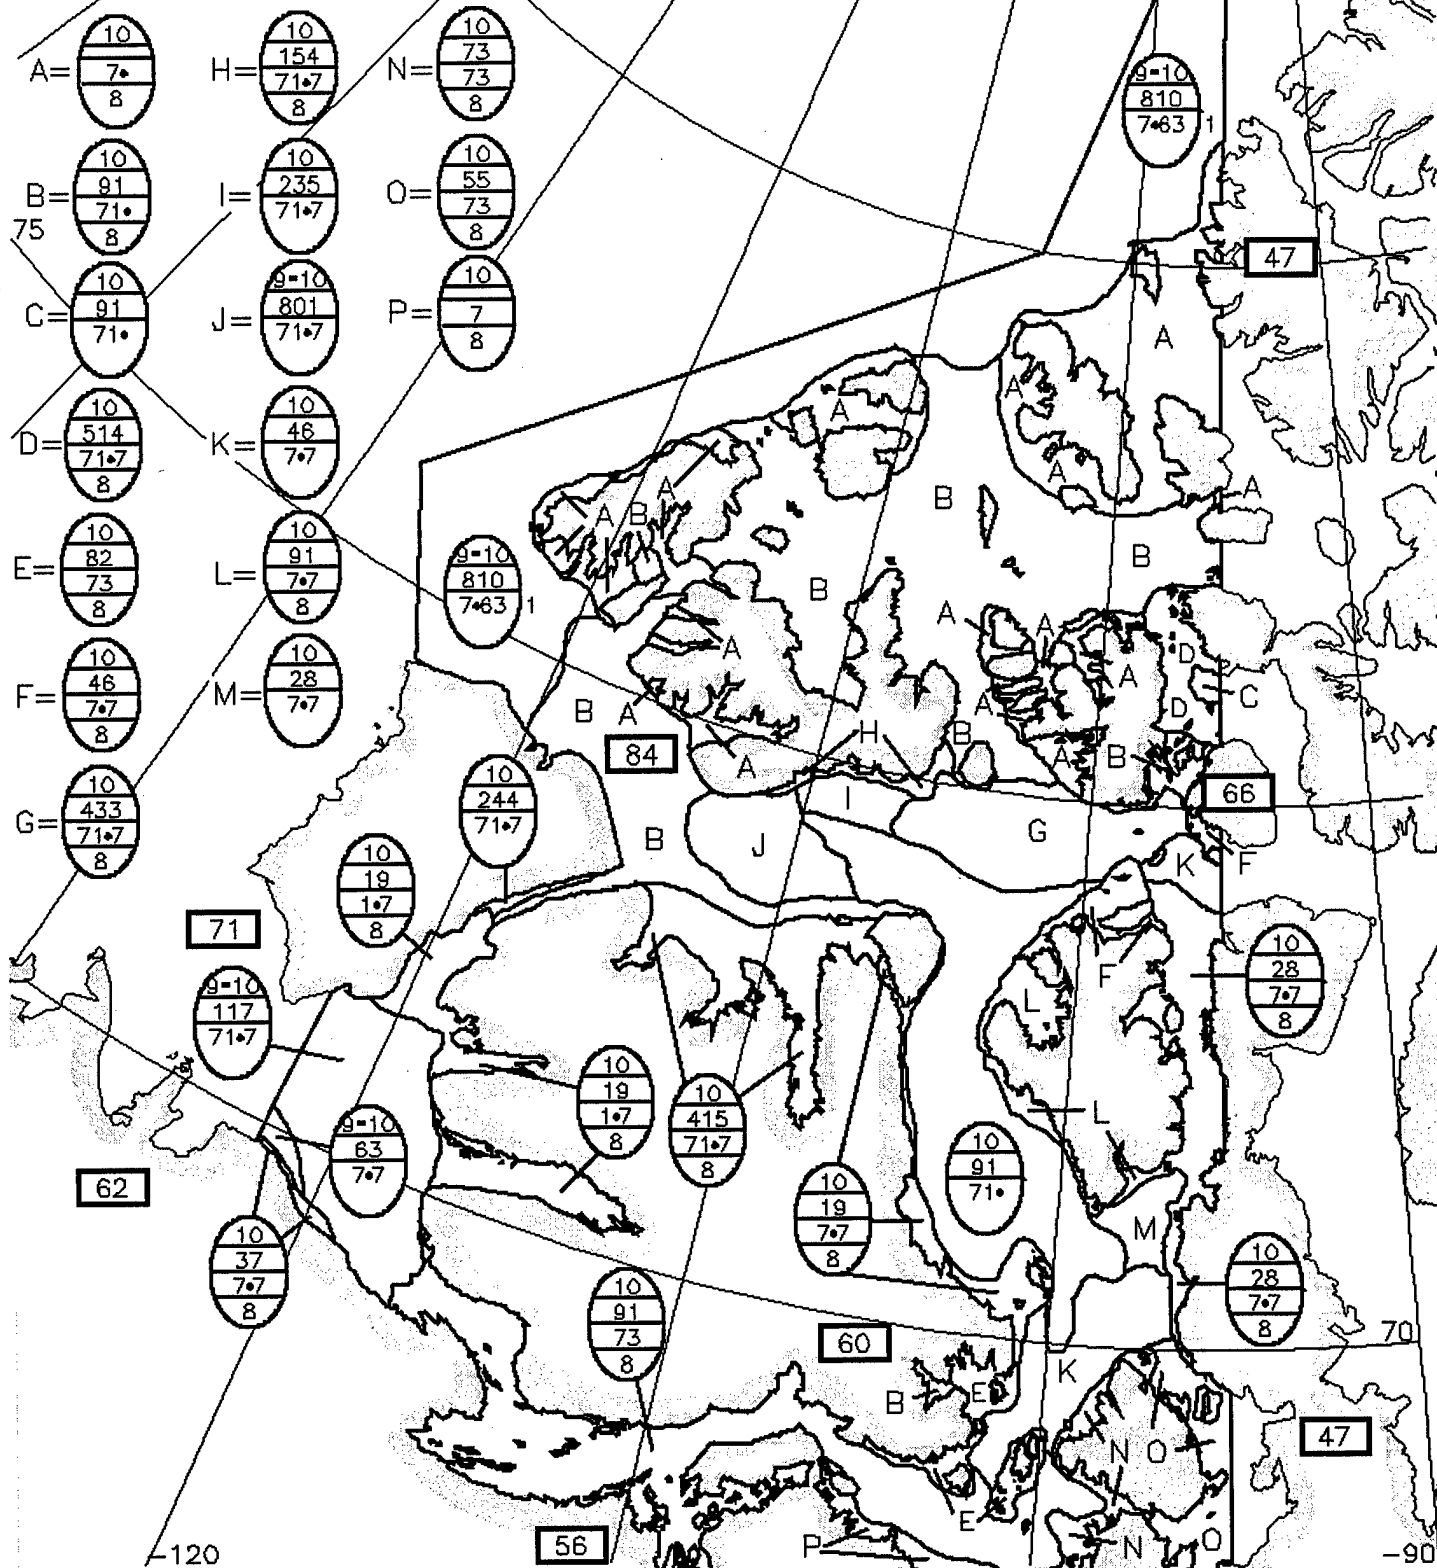 A=
10
7•
8
H=
10
154
71•7
8
N=
10
73
73
8
9-10
810
7•63
1
B=
10
91
71•
8
I=
10
235
71•7
O=
10
55
73
8
75
47
C=
10
91
71•
J=
9-10
801
71•7
P=
10
7
8
A
A
A
A
D=
10
514
71•7
8
K=
10
46
7•7
A
A
B
A
A
B
B
E=
10
82
73
8
L=
10
91
7•7
8
9-10
810
7•63
1
B
A
A
A
D
A
C
F=
10
46
7•7
8
M=
10
28
7•7
B
A
A
D
H
B
84
A
A
B
66
G=
10
433
71•7
8
10
244
71•7
I
B
J
G
K
F
10
19
1•7
8
71
F
10
28
7•7
8
9-10
117
71•7
L
10
19
1•7
8
10
415
71•7
8
L
9-10
63
7•7
10
91
71•
62
10
19
7•7
8
M
10
37
7•7
8
10
28
7•7
8
10
91
73
8
60
70
K
B
E
47
N
O
E
56
P
N
O
-120
-90